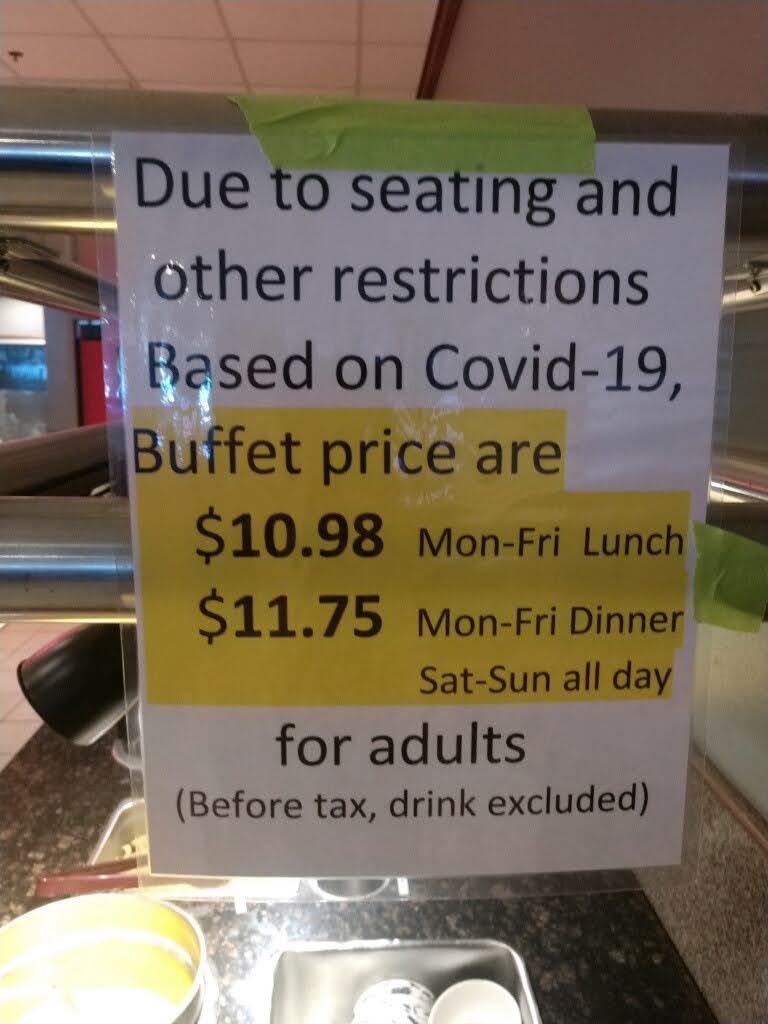 Due to seating and
other restrictions
Based on Covid-19,
Buffet price are
$10.98 Mon-Fri Lunch
$11.75 Mon-Fri Dinner
Sat-Sun all day
for adults
(Before tax, drink excluded)